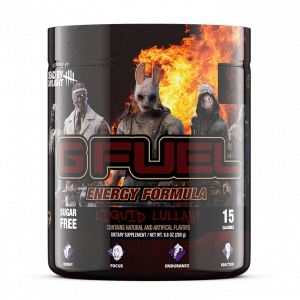 DEAD BY
DAYLIGHT
G FUEL
ENERGY FORMULA
LIQUID LULLABY
SUGAR
FREE
15
CALORIES
CONTAINS NATURAL AND ARTIFICIAL FLAVORS
DIETARY SUPPLEMENT / NET WT. 9.8 OZ (280 g)
ENERGY
FOCUS
ENDURANCE
REACTION